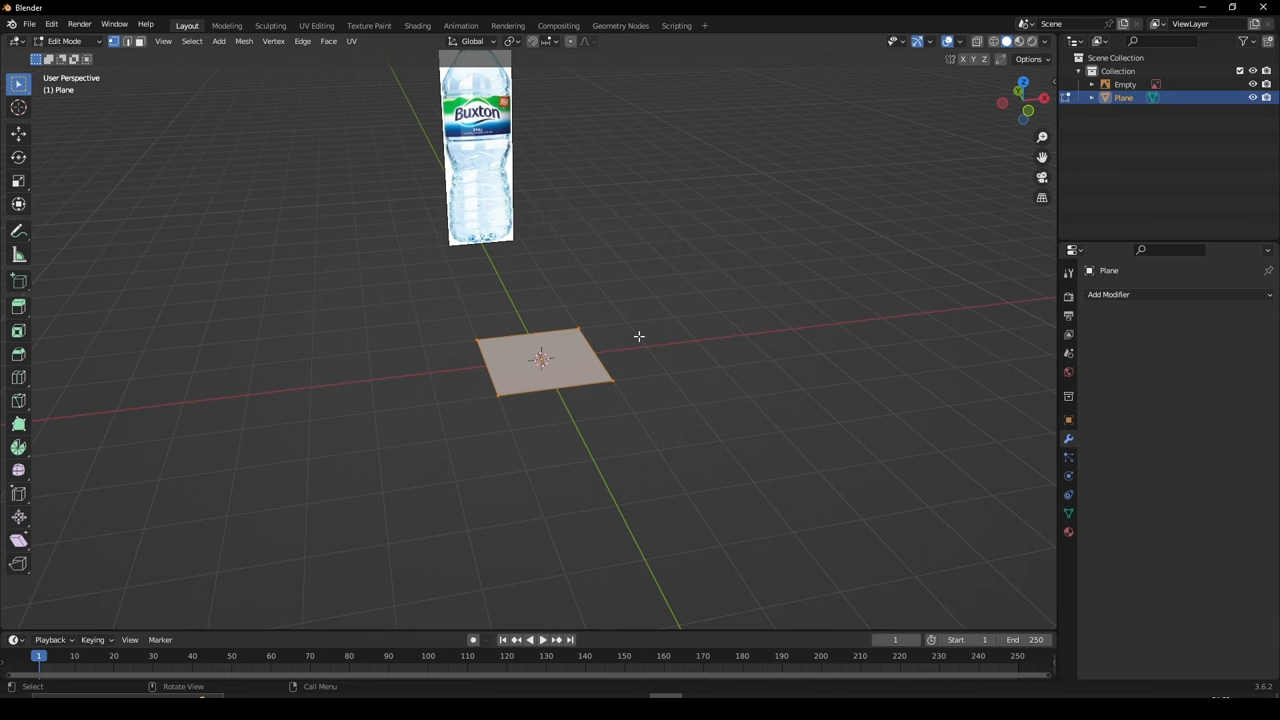 Blender
File Edit Render Window Help Layout Modeling Sculpting UV Editing Texture Paint Shading Animation Rendering Compositing Geometry Nodes Scripting + Scene ViewLayer
Edit Mode View Select Add Mesh Vertex Edge Face UV Global
X Y Z Options
User Perspective
(1) Plane
Scene Collection
Collection
Empty
Plane
Buxton
STILL
Plane
Add Modifier
Playback Keying View Marker 1 Start 1 End 250
1 10 20 30 40 50 60 70 80 90 100 110 120 130 140 150 160 170 180 190 200 210 220 230 240 250
Select Rotate View Call Menu 3.6.2